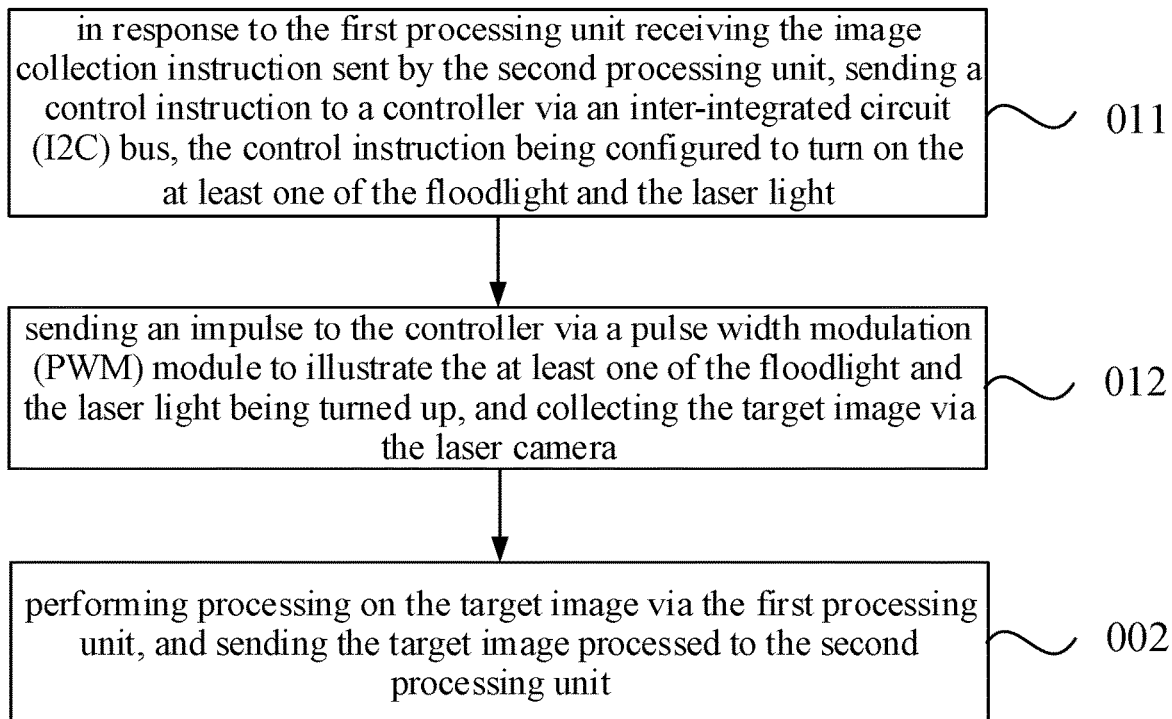 in response to the first processing unit receiving the image
collection instruction sent by the second processing unit, sending a
control instruction to a controller via an inter-integrated circuit
(I2C) bus, the control instruction being configured to turn on the
at least one of the floodlight and the laser light
011
sending an impulse to the controller via a pulse width modulation
(PWM) module to illustrate the at least one of the floodlight and
the laser light being turned up, and collecting the target image via
the laser camera
012
performing processing on the target image via the first processing
unit, and sending the target image processed to the second
processing unit
002